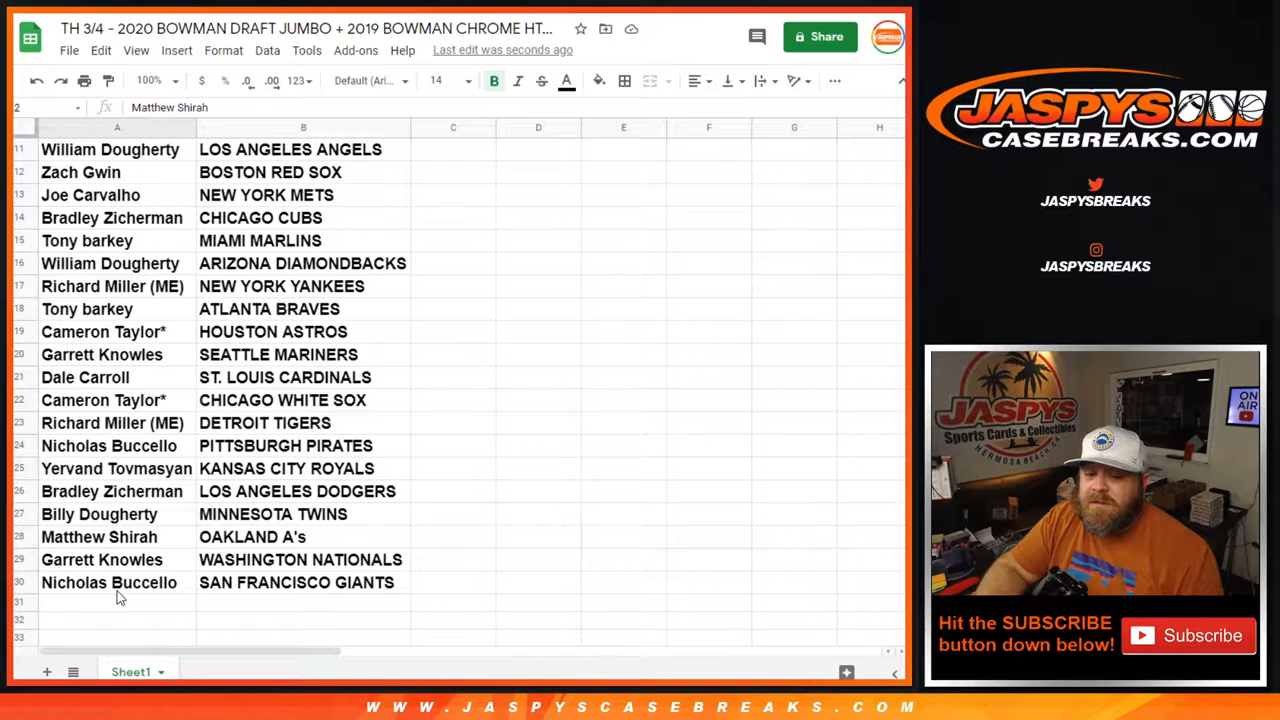 TH 3/4 - 2020 BOWMAN DRAFT JUMBO + 2019 BOWMAN CHROME HT...
File Edit View Insert Format Data Tools Add-ons Help Last edit was seconds ago
Share
100% $ % .0 .00 123 Default (Ari... 14 B I S A
2 fx Matthew Shirah
A B C D E F G H
11 William Dougherty LOS ANGELES ANGELS
12 Zach Gwin BOSTON RED SOX
13 Joe Carvalho NEW YORK METS
14 Bradley Zicherman CHICAGO CUBS
15 Tony barkey MIAMI MARLINS
16 William Dougherty ARIZONA DIAMONDBACKS
17 Richard Miller (ME) NEW YORK YANKEES
18 Tony barkey ATLANTA BRAVES
19 Cameron Taylor* HOUSTON ASTROS
20 Garrett Knowles SEATTLE MARINERS
21 Dale Carroll ST. LOUIS CARDINALS
22 Cameron Taylor* CHICAGO WHITE SOX
23 Richard Miller (ME) DETROIT TIGERS
24 Nicholas Buccello PITTSBURGH PIRATES
25 Yervand Tovmasyan KANSAS CITY ROYALS
26 Bradley Zicherman LOS ANGELES DODGERS
27 Billy Dougherty MINNESOTA TWINS
28 Matthew Shirah OAKLAND A's
29 Garrett Knowles WASHINGTON NATIONALS
30 Nicholas Buccello SAN FRANCISCO GIANTS
31
32
33
Sheet1
JASPYS
CASEBREAKS.COM
JASPYSBREAKS
JASPYSBREAKS
JASPYS
Sports Cards & Collectibles
HERMOSA BEACH, CA
ON
AIR
Hit the SUBSCRIBE
button down below!
Subscribe
WWW.JASPYSCASEBREAKS.COM